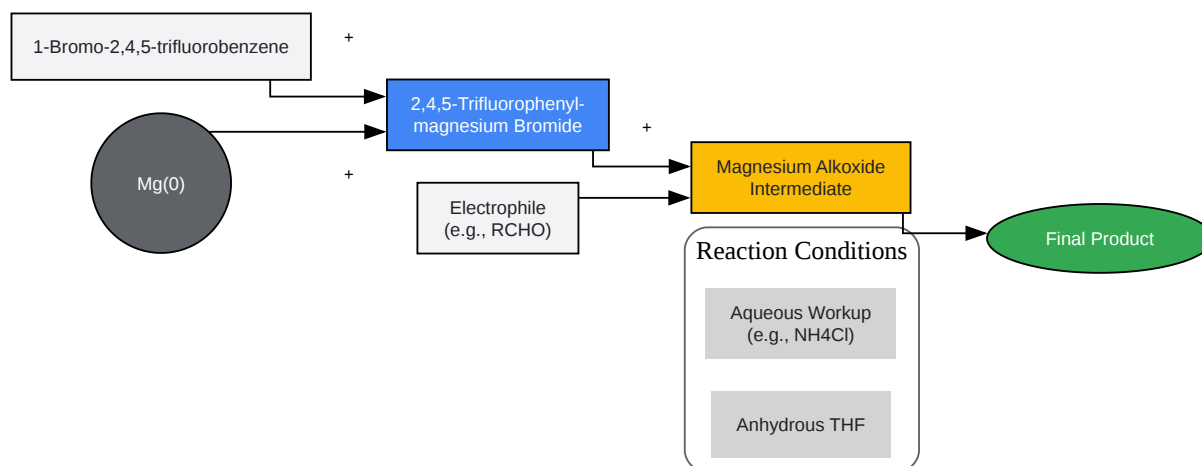 1-Bromo-2,4,5-trifluorobenzene
+
2,4,5-Trifluorophenyl-
magnesium Bromide
+
Mg(0)
+
Magnesium Alkoxide
Intermediate
Electrophile
(e.g., RCHO)
Final Product
Reaction Conditions
Aqueous Workup
(e.g., NH4Cl)
Anhydrous THF